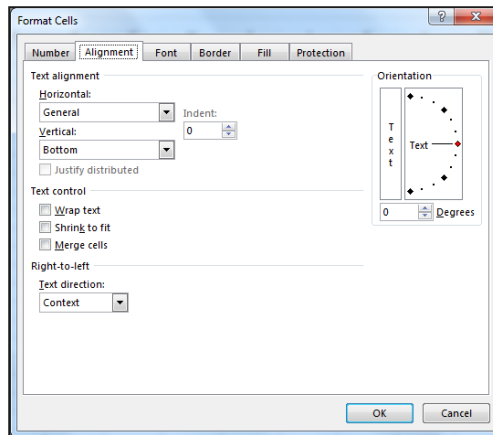 Format Cells
Number Alignment Font Border Fill Protection
Text alignment
Horizontal:
General
Indent:
0
Vertical:
Bottom
Justify distributed
Text control
Wrap text
Shrink to fit
Merge cells
Right-to-left
Text direction:
Context
Orientation
Text
Text
0 Degrees
OK Cancel